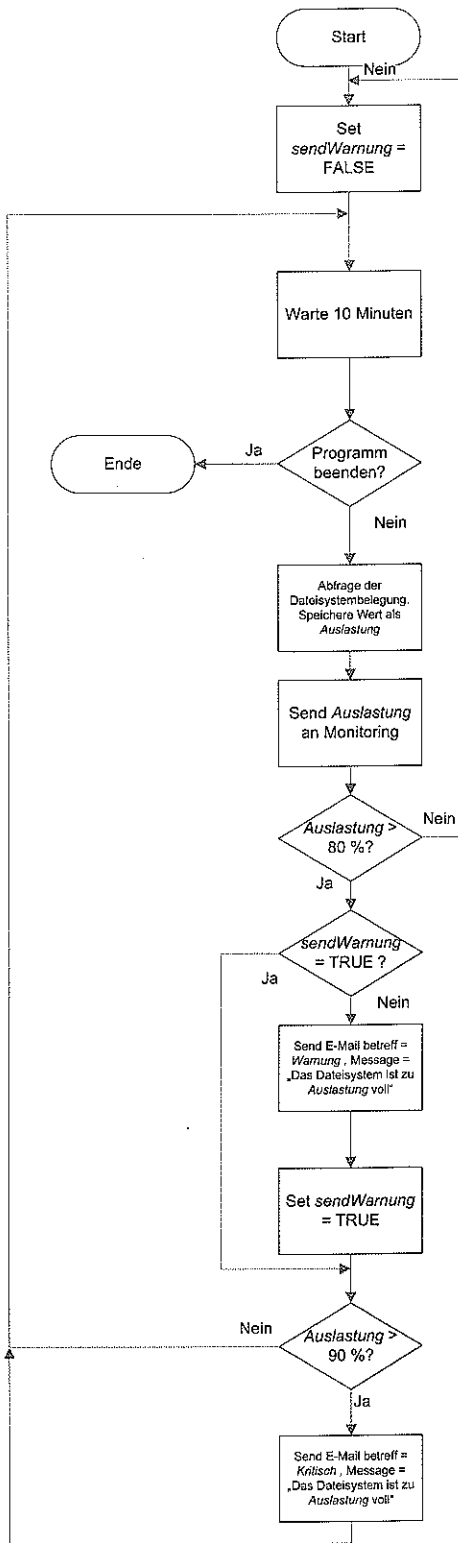 Start
Nein
Set
sendWarnung =
FALSE
Warte 10 Minuten
Programm
beenden?
Ja
Ende
Nein
Abfrage der
Dateisystembelegung.
Speichere Wert als
Auslastung
Send Auslastung
an Monitoring
Auslastung >
80 %?
Nein
Ja
sendWarnung
= TRUE ?
Ja
Nein
Send E-Mail betreff =
Warnung , Message =
„Das Dateisystem ist zu
Auslastung voll“
Set sendWarnung
= TRUE
Nein
Auslastung >
90 %?
Ja
Send E-Mail betreff =
Kritisch , Message =
„Das Dateisystem ist zu
Auslastung voll“